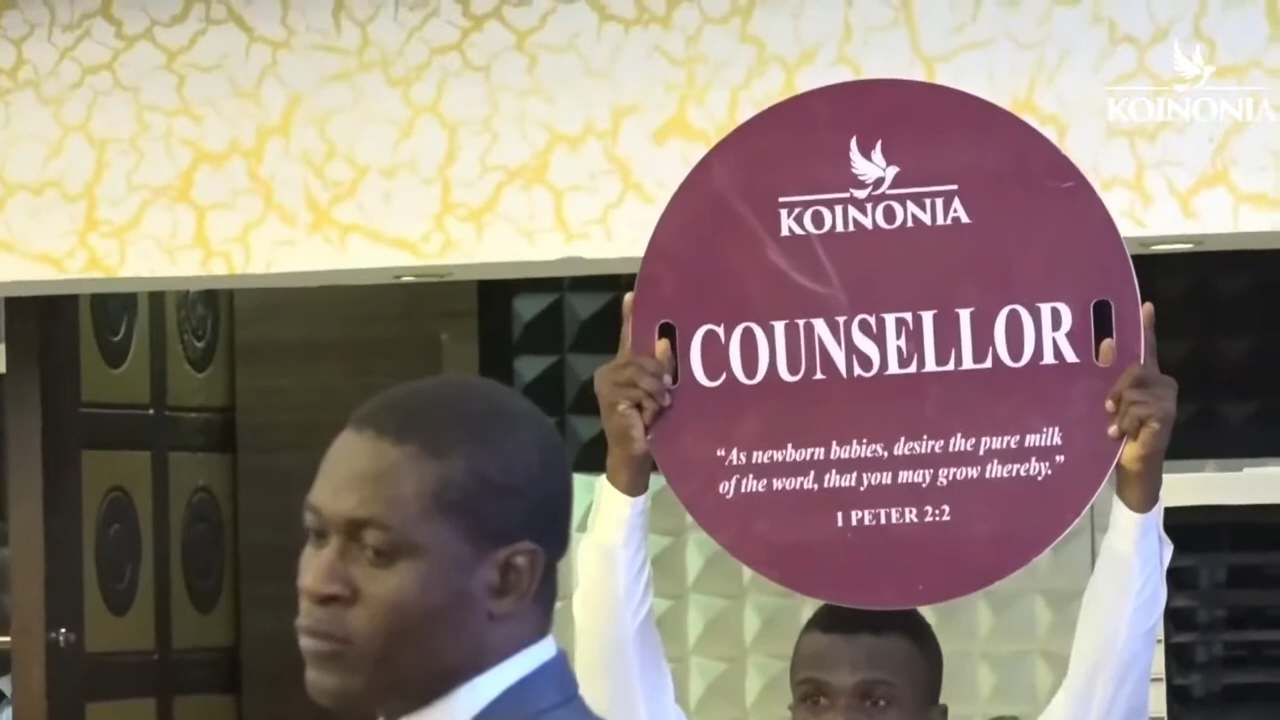 KOINONIA
KOINONIA
COUNSELLOR
“As newborn babies, desire the pure milk
of the word, that you may grow thereby.”
1 PETER 2:2